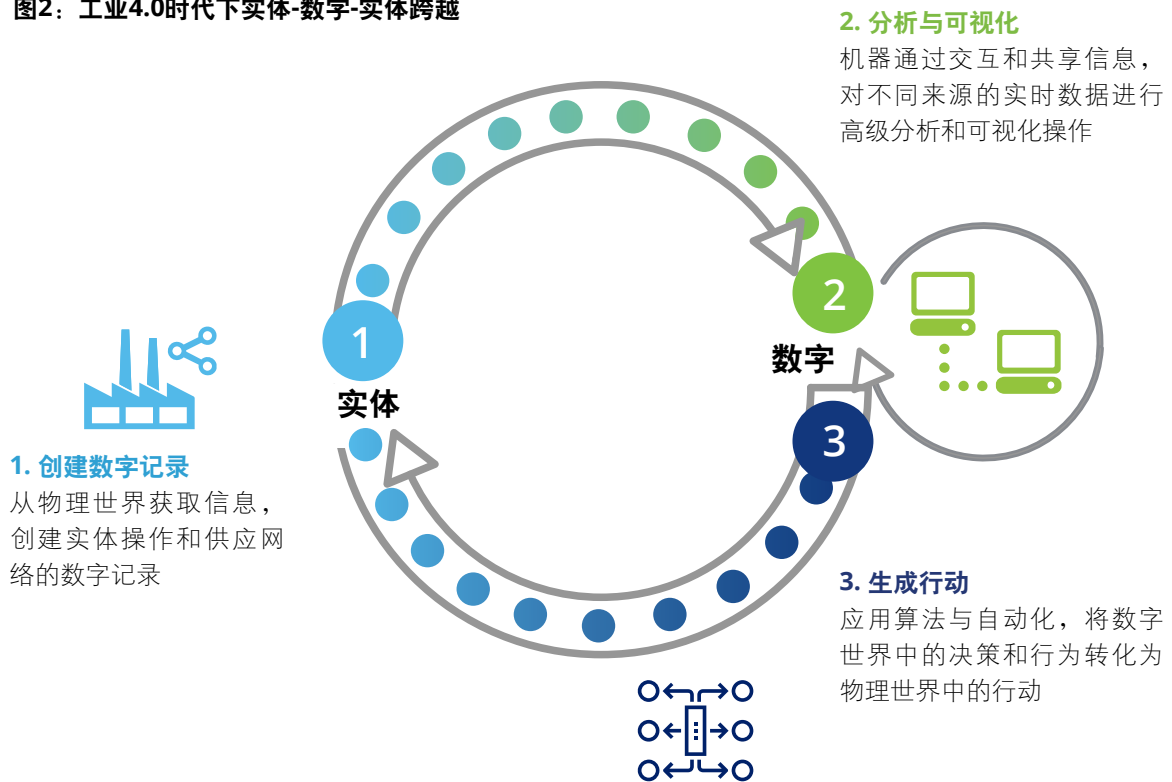 图2：工业4.0时代下实体-数字-实体跨越
2. 分析与可视化
机器通过交互和共享信息，
对不同来源的实时数据进行
高级分析和可视化操作
2
数字
1
实体
3
1. 创建数字记录
从物理世界获取信息，
创建实体操作和供应网
络的数字记录
3. 生成行动
应用算法与自动化，将数字
世界中的决策和行为转化为
物理世界中的行动